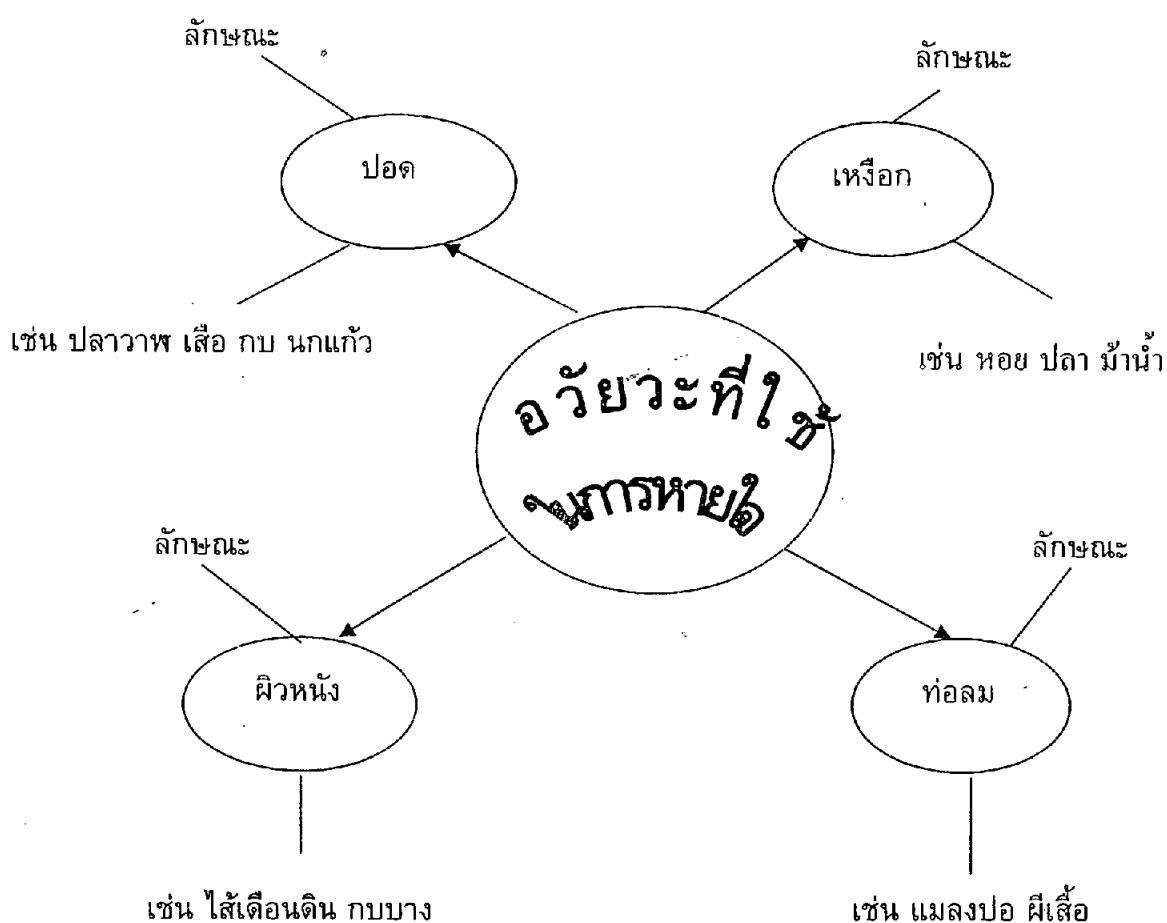 ลักษณะ
ลักษณะ
ปอด
เหงือก
เช่น ปลาวาฬ เสือ กบ นกแก้ว
เช่น หอย ปลา ม้าน้ำ
อวัยวะที่ใช้
ในการหายใจ
ลักษณะ
ลักษณะ
ผิวหนัง
ท่อลม
เช่น ไส้เดือนดิน กบบาง
เช่น แมลงปอ ผีเสื้อ